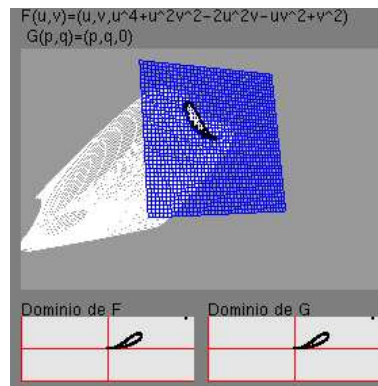 F(u,v)=(u,v,u^4+u^2v^2-2u^2v-uv^2+v^2)
G(p,q)=(p,q,0)
Dominio de F
Dominio de G